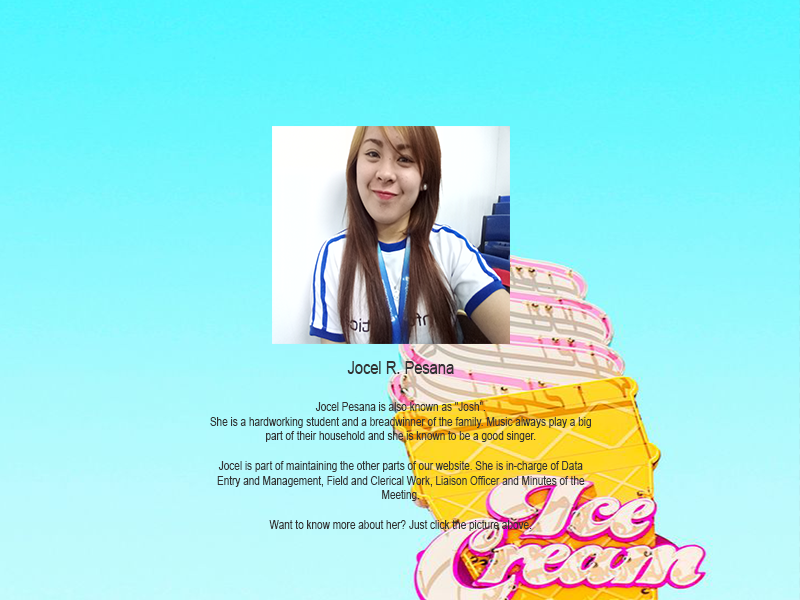 Jocel R. Pesana
Jocel Pesana is also known as "Josh".
She is a hardworking student and a breadwinner of the family. Music always play a big
part of their household and she is known to be a good singer.
Jocel is part of maintaining the other parts of our website. She is in-charge of Data
Entry and Management, Field and Clerical Work, Liaison Officer and Minutes of the
Meeting.
Want to know more about her? Just click the picture above.
Ice
Cream